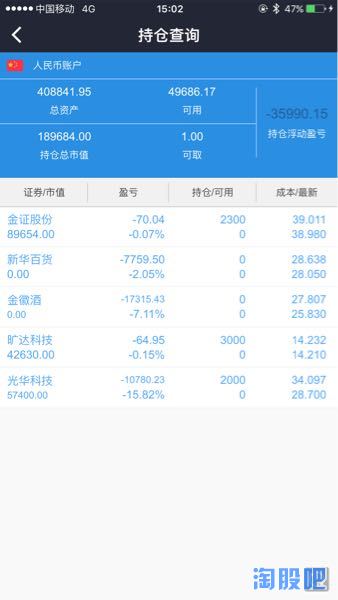 中国移动 4G 15:02 47%
持仓查询
人民币账户
408841.95 49686.17 -35990.15
总资产 可用 持仓浮动盈亏
189684.00 1.00
持仓总市值 可取
证券/市值 盈亏 持仓/可用 成本/最新
金证股份 -70.04 2300 39.011
89654.00 -0.07% 0 38.980
新华百货 -7759.50 0 28.638
0.00 -2.05% 0 28.050
金徽酒 -17315.43 0 27.807
0.00 -7.11% 0 25.830
旷达科技 -64.95 3000 14.232
42630.00 -0.15% 0 14.210
光华科技 -10780.23 2000 34.097
57400.00 -15.82% 0 28.700
淘股吧